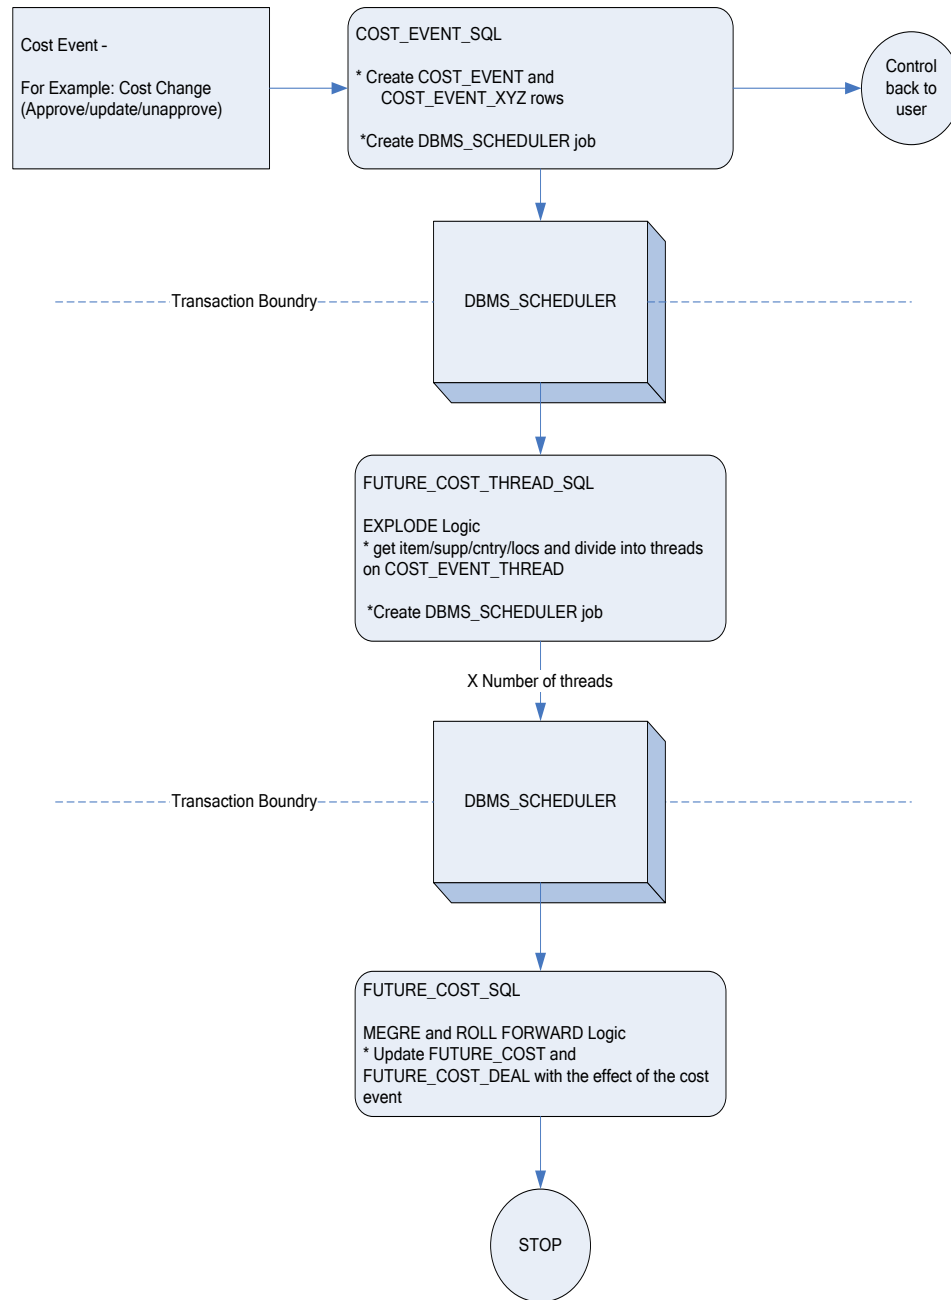 Cost Event -
For Example: Cost Change
(Approve/update/unapprove)
COST_EVENT_SQL
* Create COST_EVENT and
COST_EVENT_XYZ rows
*Create DBMS_SCHEDULER job
Control
back to
user
Transaction Boundry
DBMS_SCHEDULER
FUTURE_COST_THREAD_SQL
EXPLODE Logic
* get item/supp/cntry/locs and divide into threads
on COST_EVENT_THREAD
*Create DBMS_SCHEDULER job
X Number of threads
Transaction Boundry
DBMS_SCHEDULER
FUTURE_COST_SQL
MEGRE and ROLL FORWARD Logic
* Update FUTURE_COST and
FUTURE_COST_DEAL with the effect of the cost
event
STOP